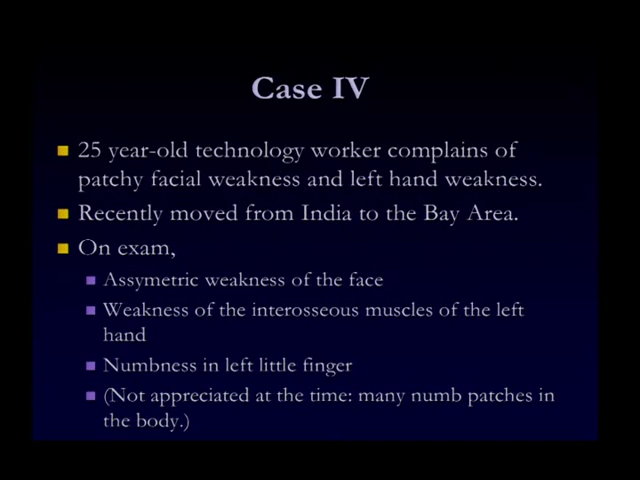 Case IV
25 year-old technology worker complains of
patchy facial weakness and left hand weakness.
Recently moved from India to the Bay Area.
On exam,
Assymetric weakness of the face
Weakness of the interosseous muscles of the left
hand
Numbness in left little finger
(Not appreciated at the time: many numb patches in
the body.)